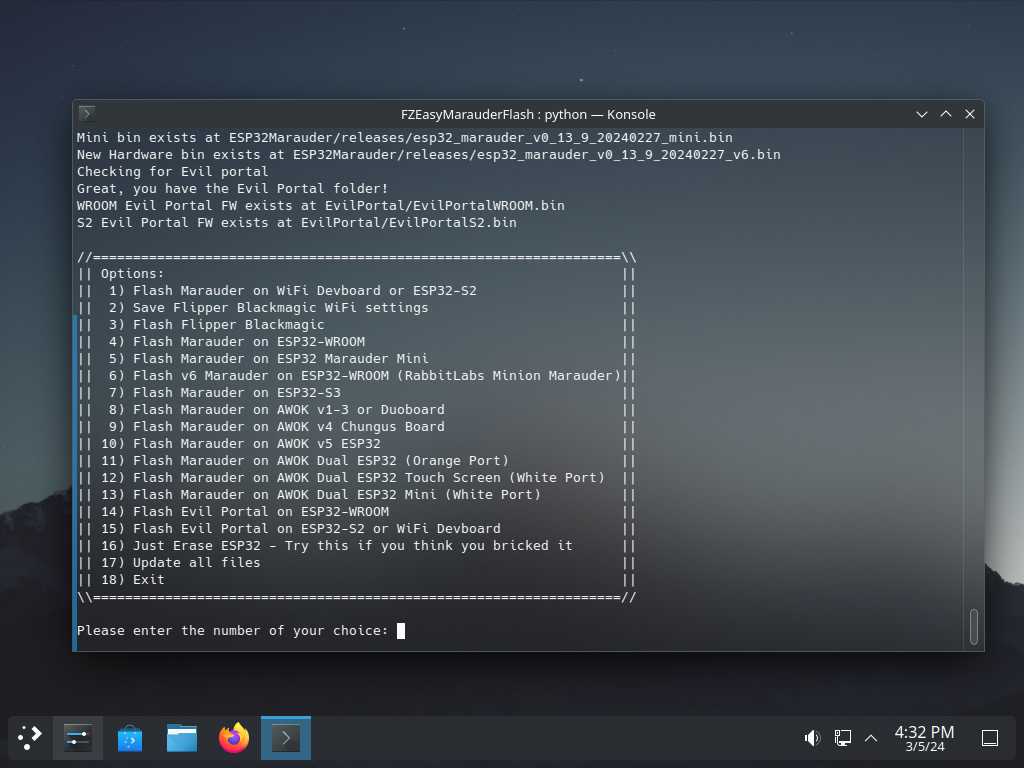 FZEasyMarauderFlash : python — Konsole
Mini bin exists at ESP32Marauder/releases/esp32_marauder_v0_13_9_20240227_mini.bin
New Hardware bin exists at ESP32Marauder/releases/esp32_marauder_v0_13_9_20240227_v6.bin
Checking for Evil portal
Great, you have the Evil Portal folder!
WROOM Evil Portal FW exists at EvilPortal/EvilPortalWROOM.bin
S2 Evil Portal FW exists at EvilPortal/EvilPortalS2.bin
//==================================================================\\
|| Options:                                                         ||
||  1) Flash Marauder on WiFi Devboard or ESP32-S2                  ||
||  2) Save Flipper Blackmagic WiFi settings                        ||
||  3) Flash Flipper Blackmagic                                     ||
||  4) Flash Marauder on ESP32-WROOM                                ||
||  5) Flash Marauder on ESP32 Marauder Mini                        ||
||  6) Flash v6 Marauder on ESP32-WROOM (RabbitLabs Minion Marauder)||
||  7) Flash Marauder on ESP32-S3                                   ||
||  8) Flash Marauder on AWOK v1-3 or Duoboard                      ||
||  9) Flash Marauder on AWOK v4 Chungus Board                      ||
|| 10) Flash Marauder on AWOK v5 ESP32                              ||
|| 11) Flash Marauder on AWOK Dual ESP32 (Orange Port)              ||
|| 12) Flash Marauder on AWOK Dual ESP32 Touch Screen (White Port)  ||
|| 13) Flash Marauder on AWOK Dual ESP32 Mini (White Port)          ||
|| 14) Flash Evil Portal on ESP32-WROOM                             ||
|| 15) Flash Evil Portal on ESP32-S2 or WiFi Devboard               ||
|| 16) Just Erase ESP32 - Try this if you think you bricked it      ||
|| 17) Update all files                                             ||
|| 18) Exit                                                         ||
\\==================================================================//
Please enter the number of your choice:
4:32 PM
3/5/24